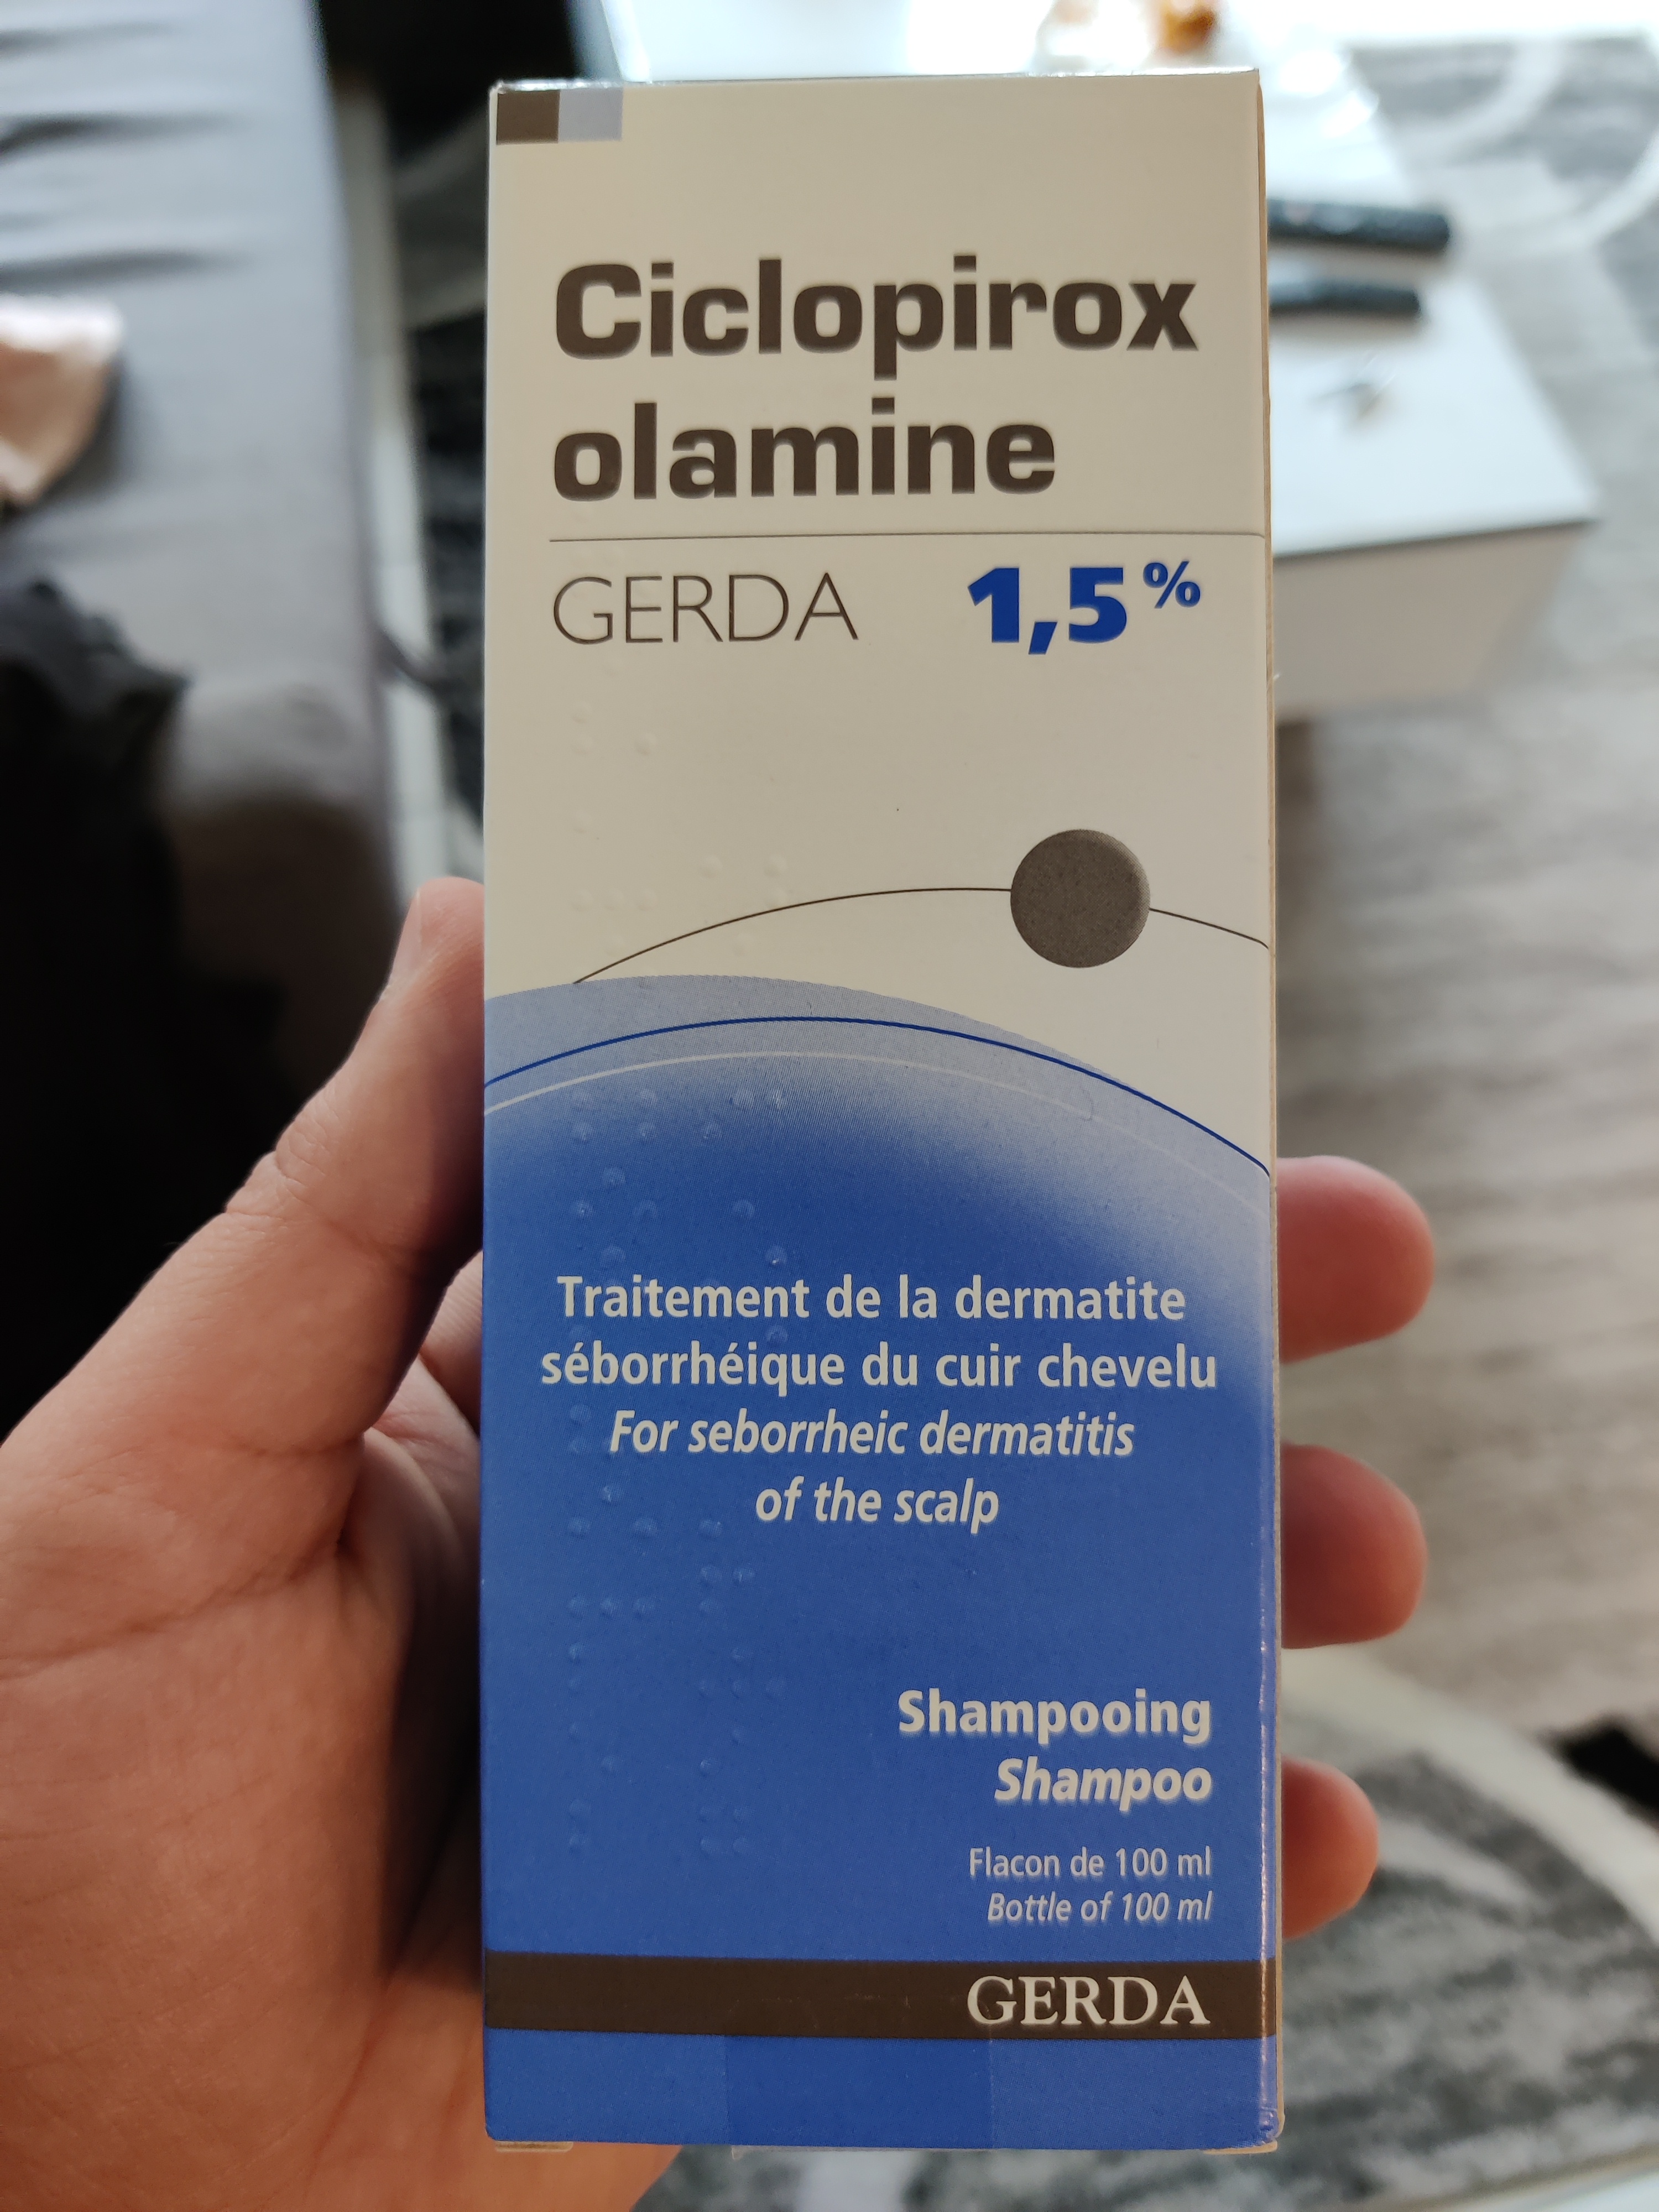 Ciclopirox
olamine
GERDA 1,5%
Traitement de la dermatite
séborrhéique du cuir chevelu
For seborrheic dermatitis
of the scalp
Shampooing
Shampoo
Flacon de 100 ml
Bottle of 100 ml
GERDA